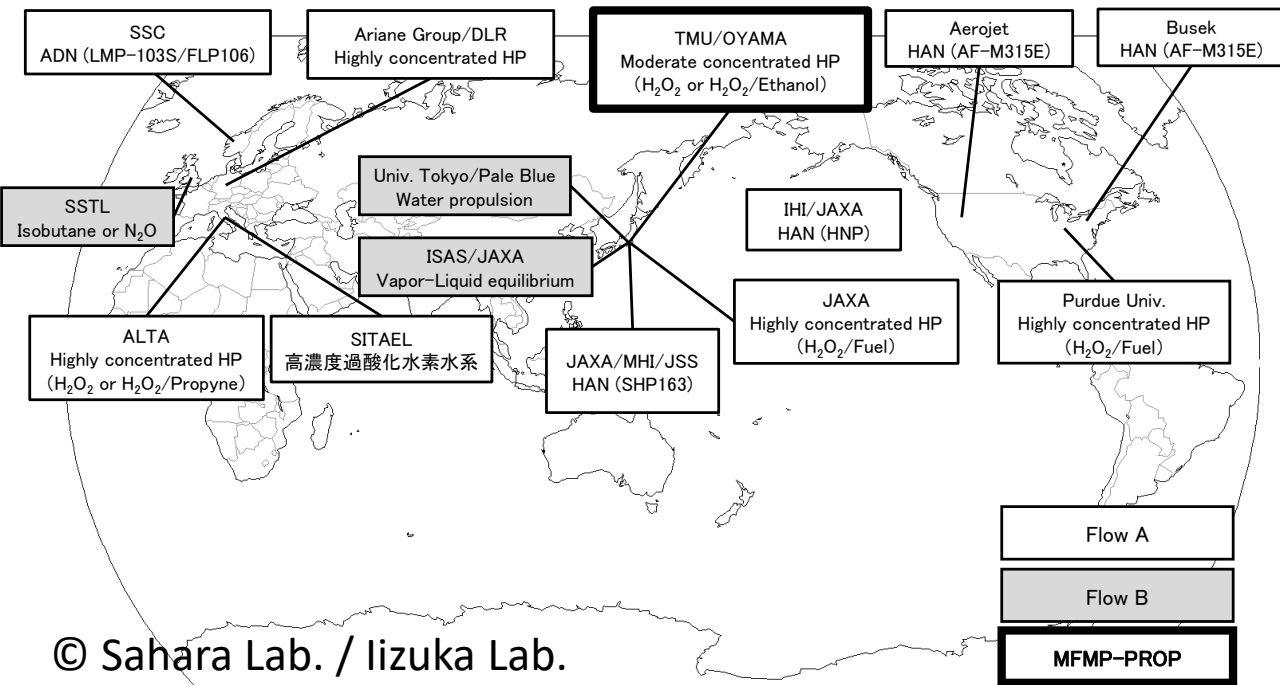 SSC
ADN (LMP-103S/FLP106)
Ariane Group/DLR
Highly concentrated HP
TMU/OYAMA
Moderate concentrated HP
(H₂O₂ or H₂O₂/Ethanol)
Aerojet
HAN (AF-M315E)
Busek
HAN (AF-M315E)
SSTL
Isobutane or N₂O
Univ. Tokyo/Pale Blue
Water propulsion
ISAS/JAXA
Vapor-Liquid equilibrium
IHI/JAXA
HAN (HNP)
ALTA
Highly concentrated HP
(H₂O₂ or H₂O₂/Propyne)
SITAEL
高濃度過酸化水素水系
JAXA/MHI/JSS
HAN (SHP163)
JAXA
Highly concentrated HP
(H₂O₂/Fuel)
Purdue Univ.
Highly concentrated HP
(H₂O₂/Fuel)
Flow A
Flow B
MFMP-PROP
© Sahara Lab. / Iizuka Lab.